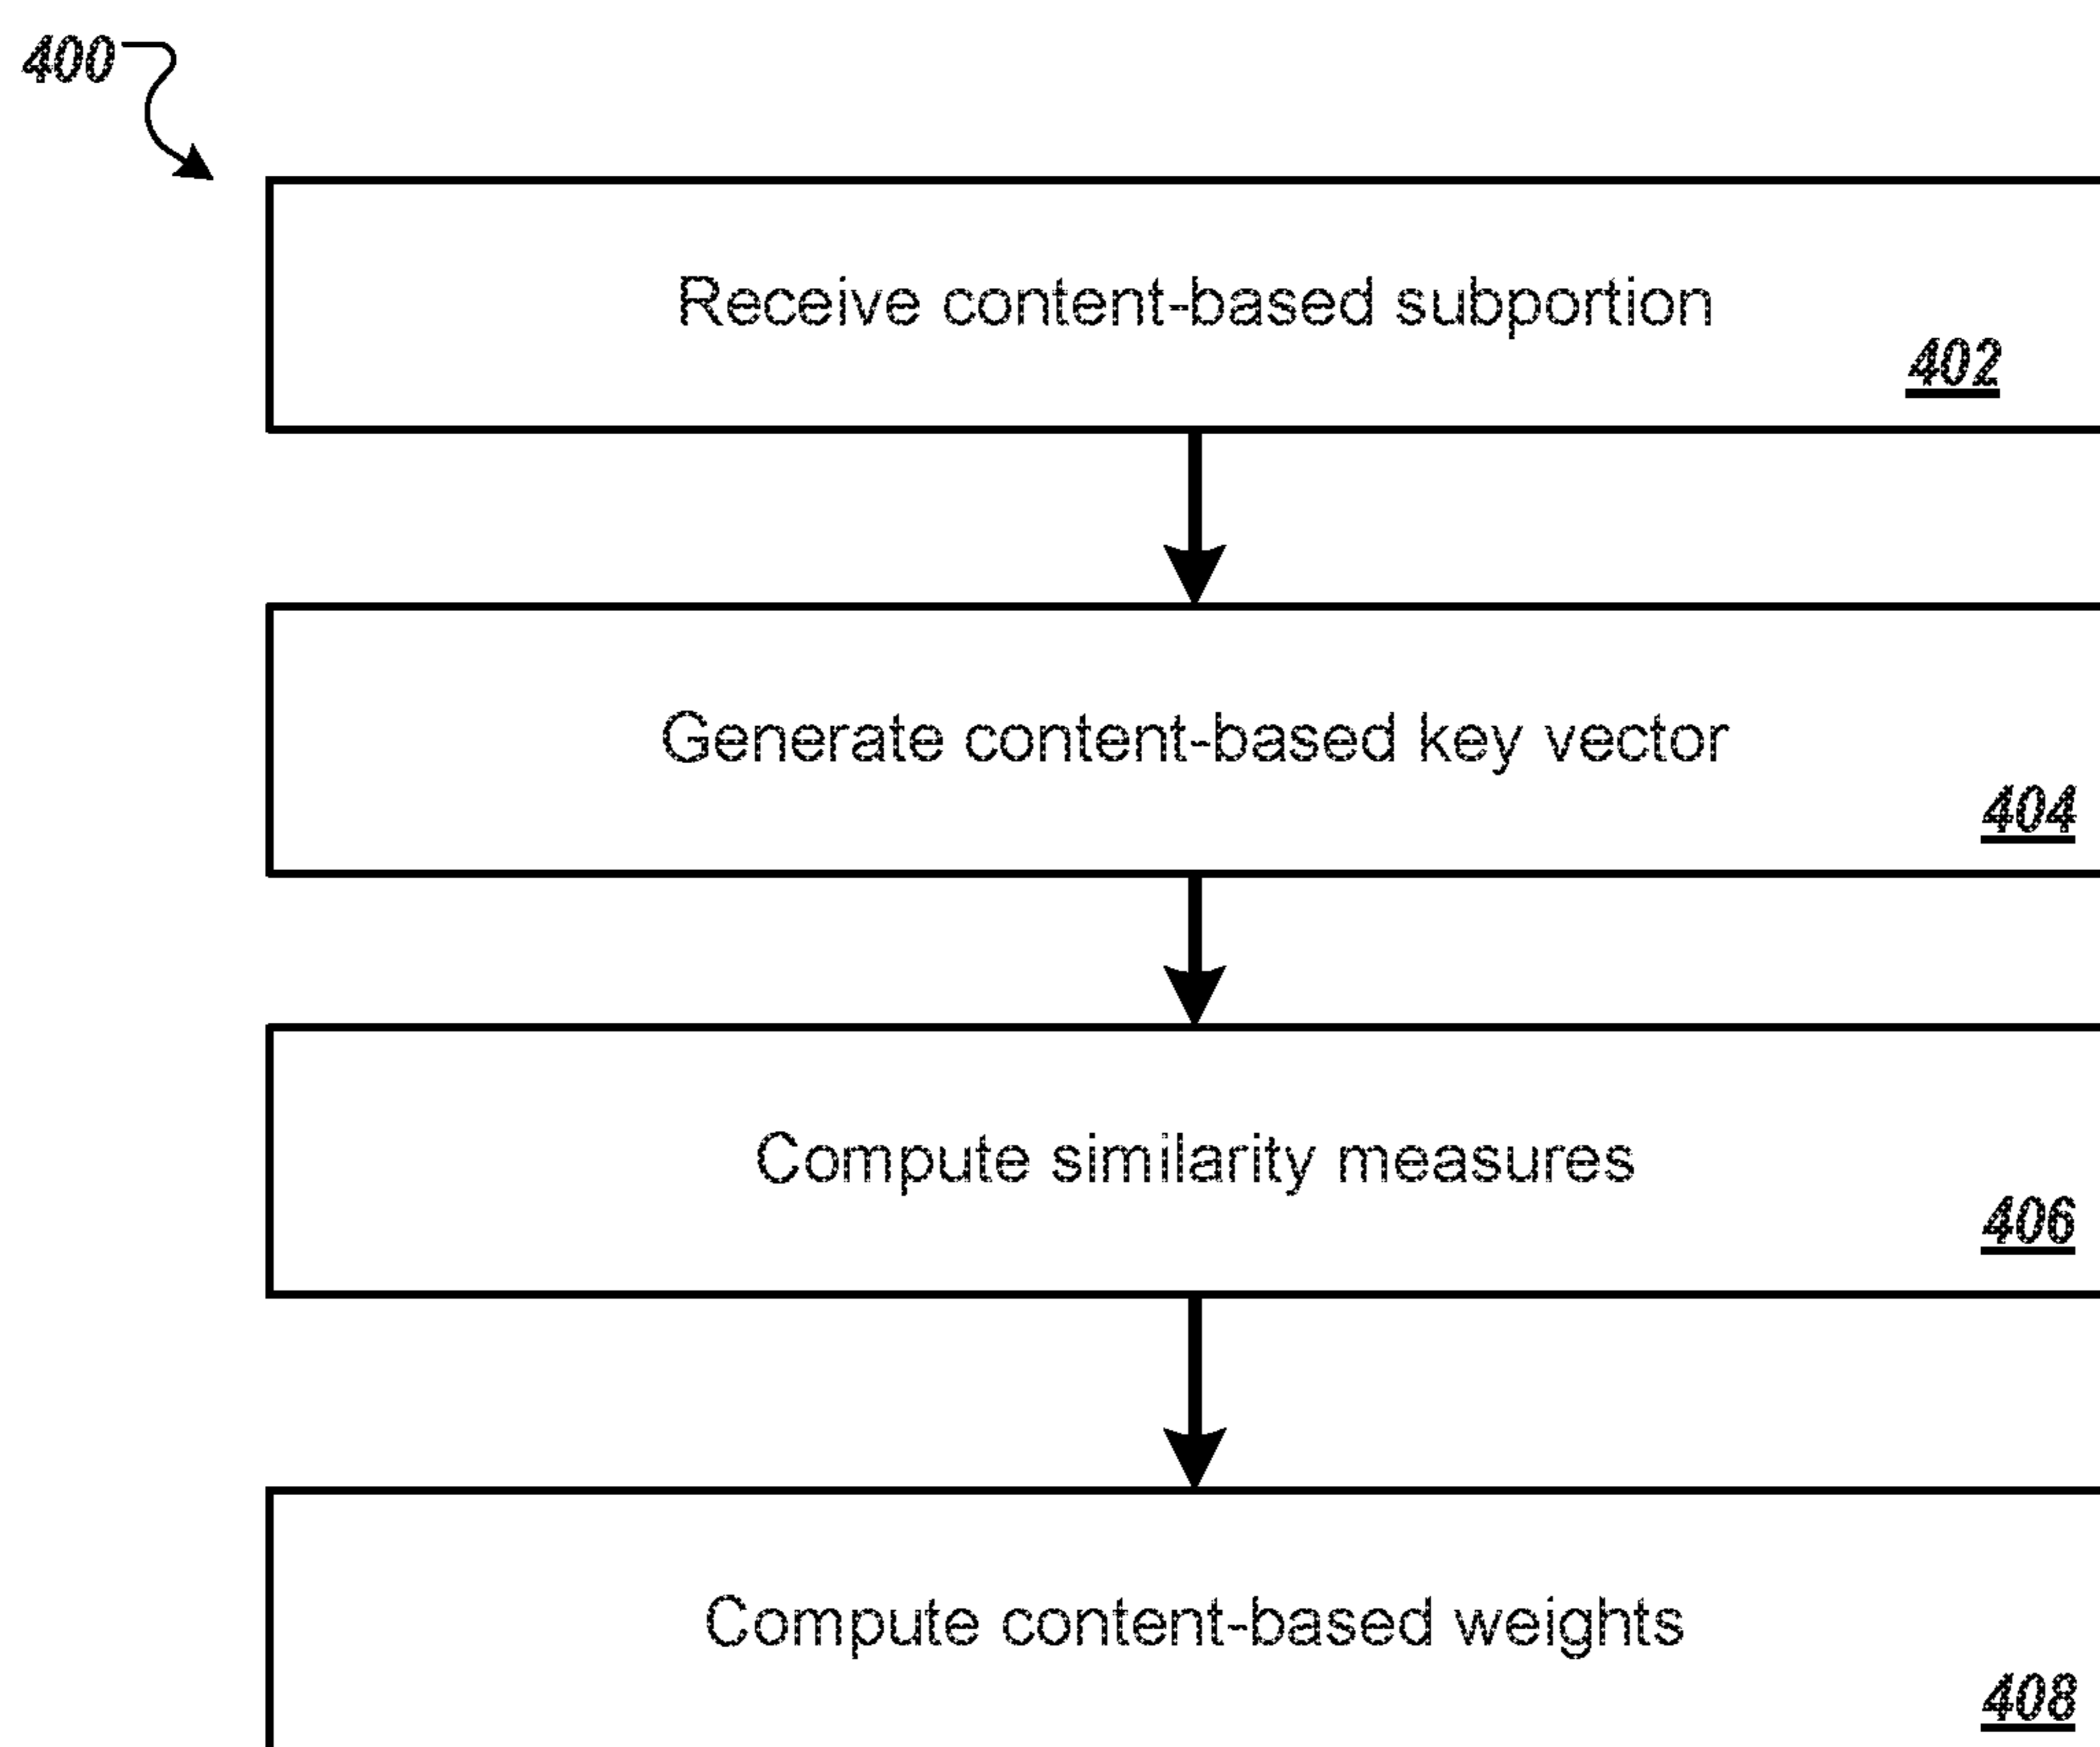 400
Receive content-based subportion
402
Generate content-based key vector
404
Compute similarity measures
406
Compute content-based weights
408